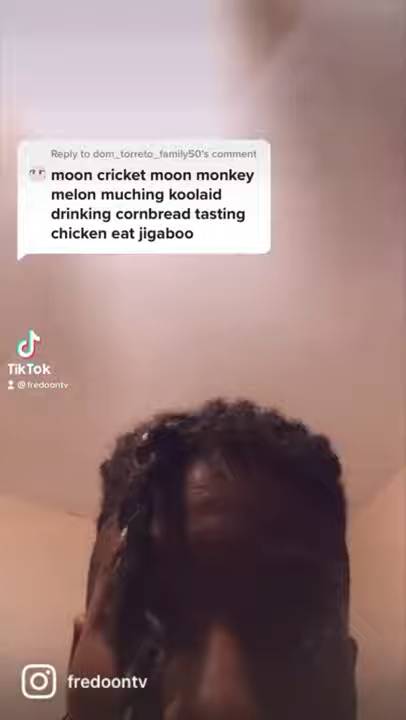 Reply to dom_torreto_family50's comment
moon cricket moon monkey
melon muching koolaid
drinking cornbread tasting
chicken eat jigaboo
TikTok
@fredoontv
fredoontv